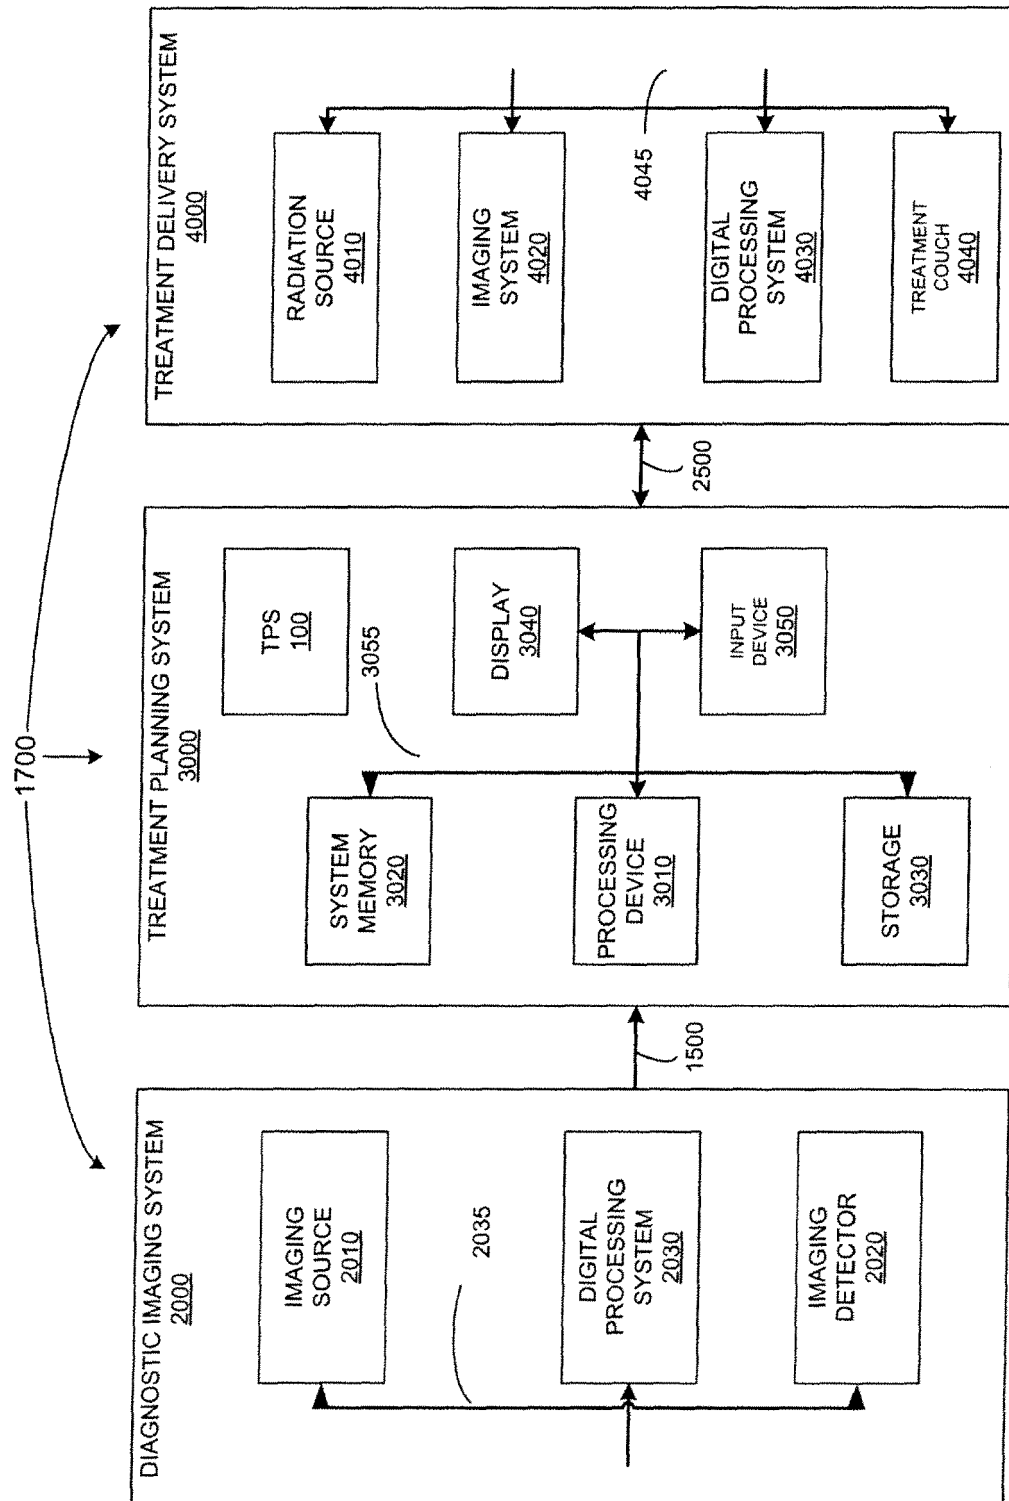 1700
DIAGNOSTIC IMAGING SYSTEM
2000
IMAGING
SOURCE
2010
2035
DIGITAL
PROCESSING
SYSTEM
2030
IMAGING
DETECTOR
2020
1500
TREATMENT PLANNING SYSTEM
3000
SYSTEM
MEMORY
3020
TPS
100
3055
PROCESSING
DEVICE
3010
DISPLAY
3040
STORAGE
3030
INPUT
DEVICE
3050
2500
TREATMENT DELIVERY SYSTEM
4000
RADIATION
SOURCE
4010
IMAGING
SYSTEM
4020
4045
DIGITAL
PROCESSING
SYSTEM
4030
TREATMENT
COUCH
4040